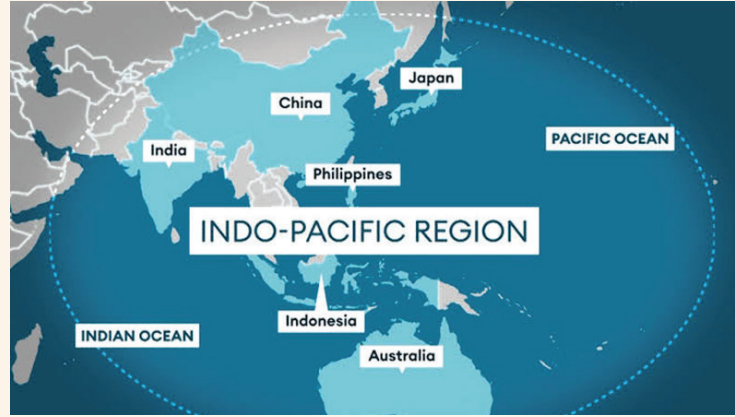 Japan
China
PACIFIC OCEAN
India
Philippines
INDO-PACIFIC REGION
Indonesia
INDIAN OCEAN
Australia